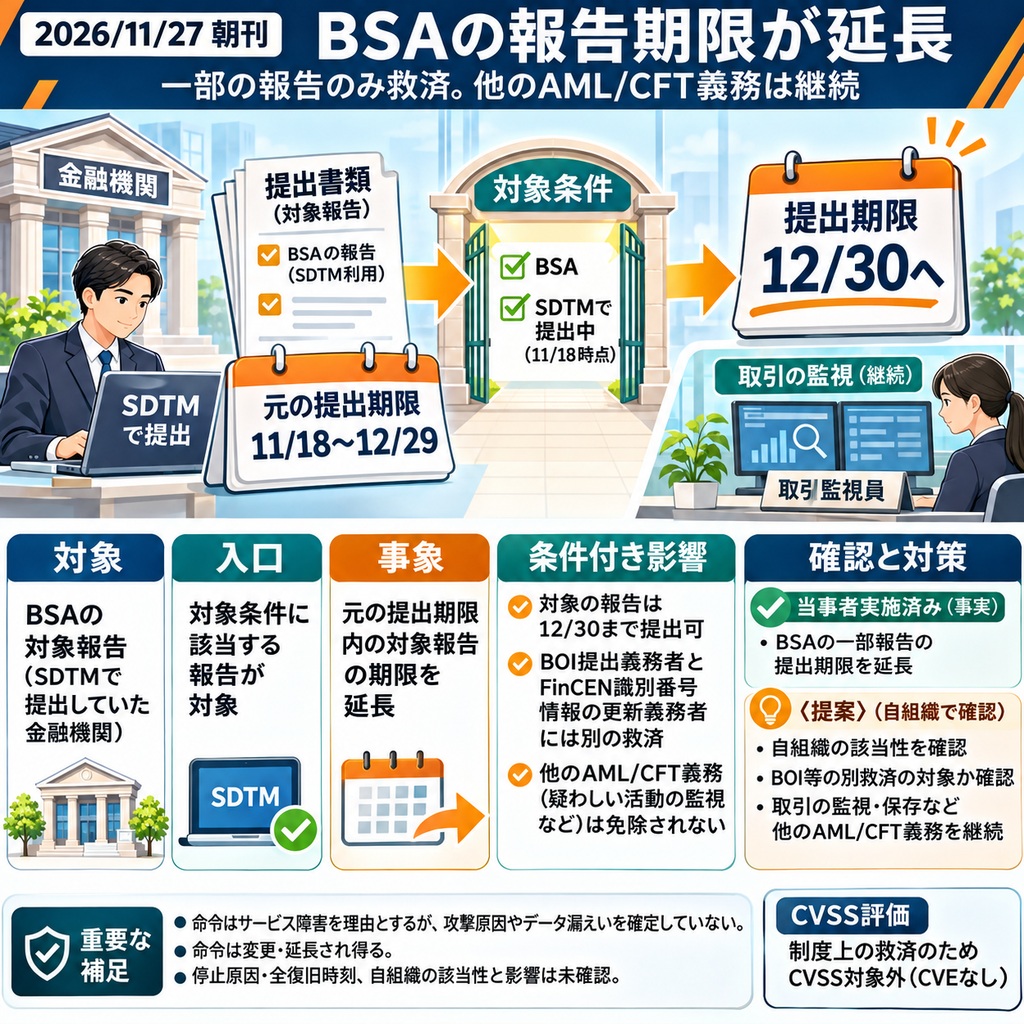 2026/11/27 朝刊
BSAの報告期限が延長
一部の報告のみ救済。他のAML/CFT義務は継続
金融機関
提出書類
(対象報告)
BSAの報告
(SDTM利用)
SDTM
で提出
元の提出期限
11/18~12/29
対象条件
BSA
SDTMで
提出中
(11/18時点)
提出期限
12/30へ
取引の監視(継続)
取引監視員
対象
BSAの
対象報告
(SDTMで
提出していた
金融機関)
入口
対象条件に
該当する
報告が
対象
SDTM
事象
元の提出期限
内の対象報告
の期限を
延長
条件付き影響
対象の報告は
12/30まで提出可
BOI提出義務者と
FinCEN識別番号
情報の更新義務者
には別の救済
他のAML/CFT義務
(疑わしい活動の監視
など)は免除されない
確認と対策
当事者実施済み(事実)
・BSAの一部報告の
提出期限を延長
〈提案〉(自組織で確認)
・自組織の該当性を確認
・BOI等の別救済の対象か確認
・取引の監視・保存など
他のAML/CFT義務を継続
重要な
補足
●命令はサービス障害を理由とするが、攻撃原因やデータ漏えいを確定していない。
●命令は変更・延長され得る。
●停止原因・全復旧時刻、自組織の該当性と影響は未確認。
CVSS評価
制度上の救済のため
CVSS対象外(CVEなし)